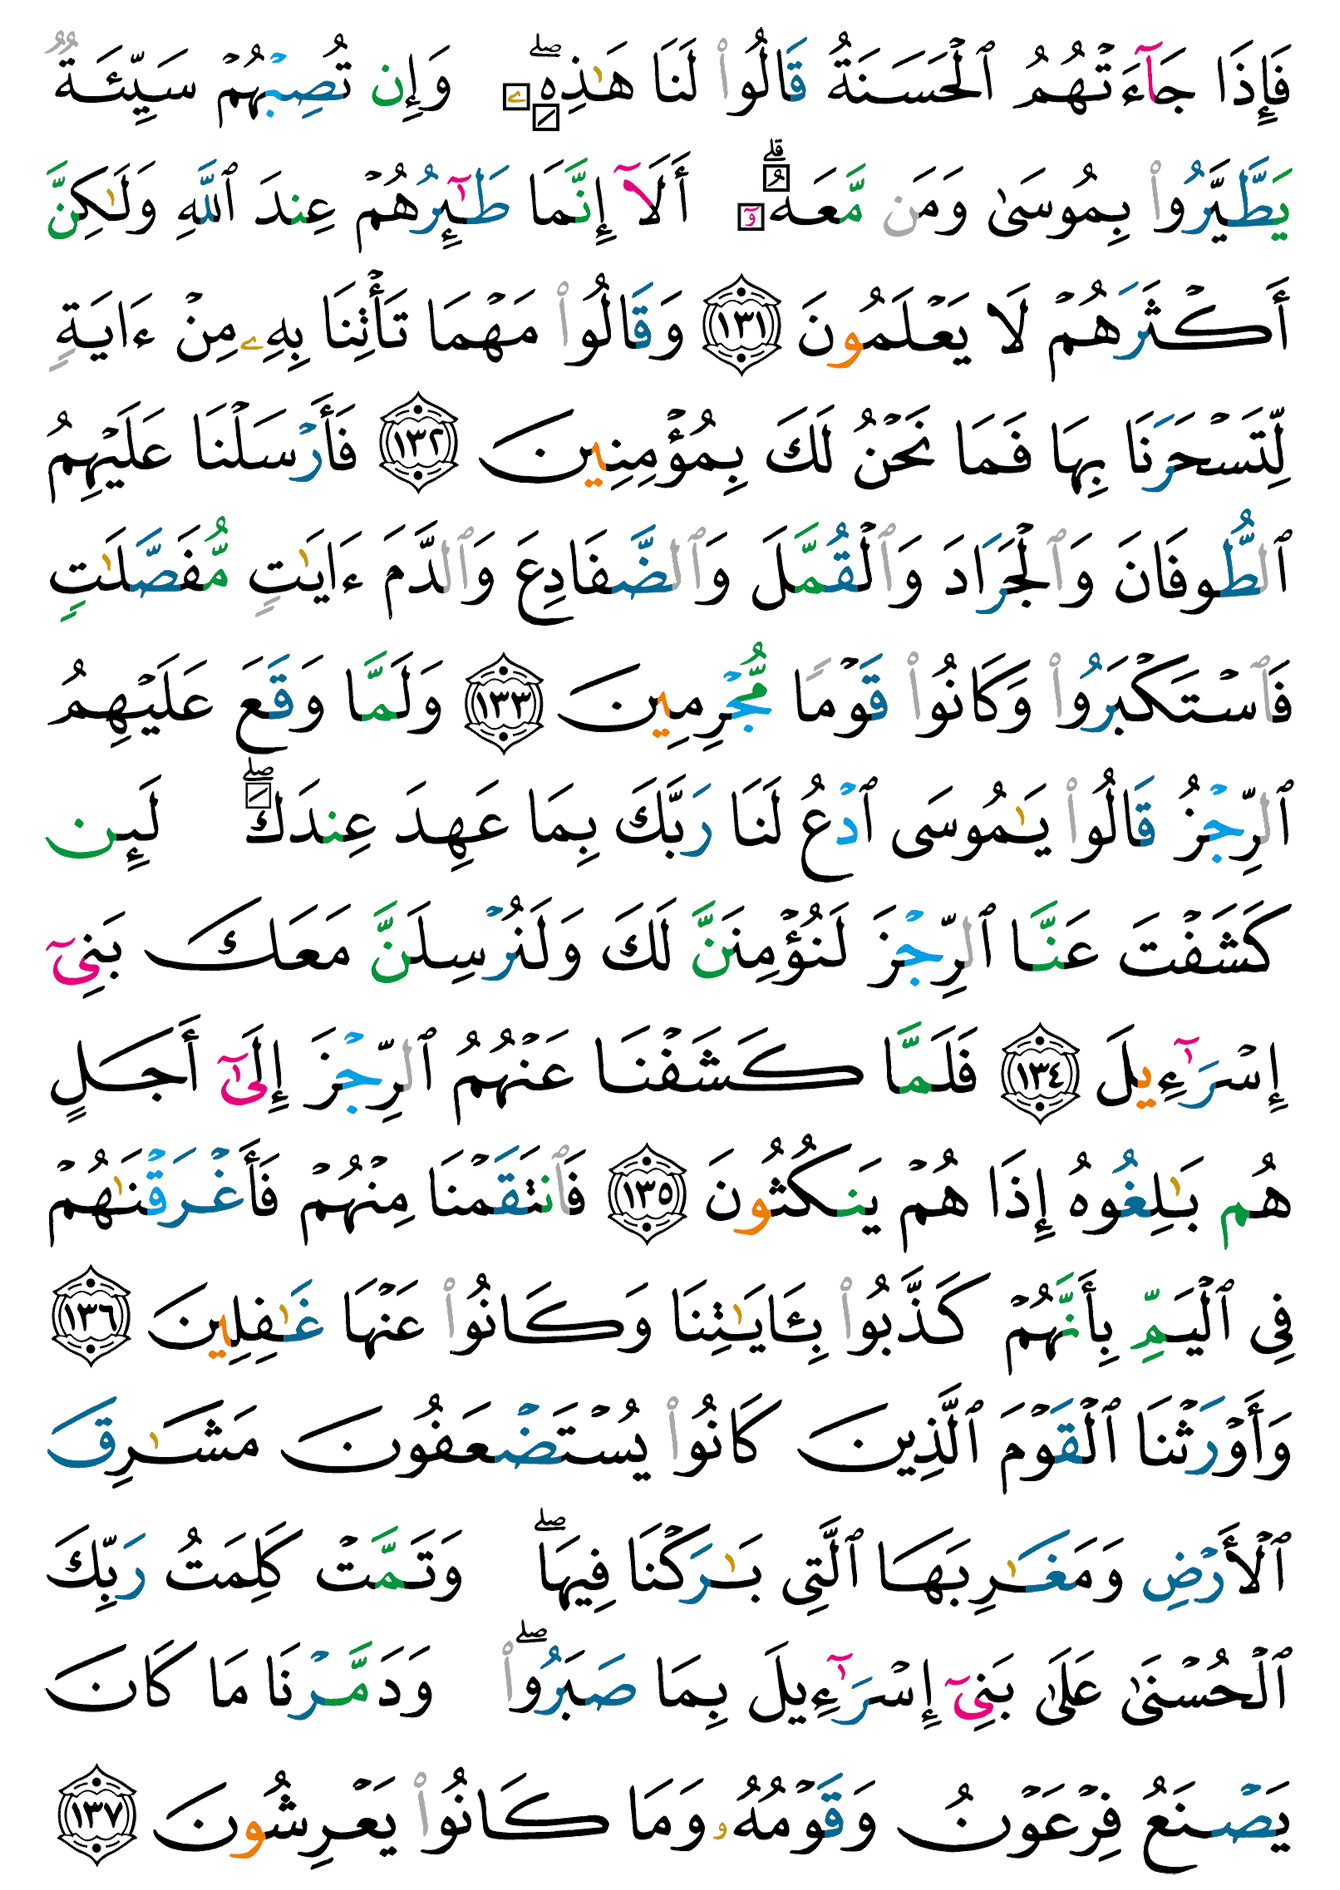 فَإِذَا جَآءَتْهُمُ ٱلْحَسَنَةُ قَالُوا۟ لَنَا هَٰذِهِۦ ۖ وَإِن تُصِبْهُمْ سَيِّئَةٌ
يَطَّيَّرُوا۟ بِمُوسَىٰ وَمَن مَّعَهُۥٓ ۗ أَلَآ إِنَّمَا طَٰٓئِرُهُمْ عِندَ ٱللَّهِ وَلَٰكِنَّ
أَكْثَرَهُمْ لَا يَعْلَمُونَ ١٣١ وَقَالُوا۟ مَهْمَا تَأْتِنَا بِهِۦ مِنْ ءَايَةٍ
لِّتَسْحَرَنَا بِهَا فَمَا نَحْنُ لَكَ بِمُؤْمِنِينَ ١٣٢ فَأَرْسَلْنَا عَلَيْهِمُ
ٱلطُّوفَانَ وَٱلْجَرَادَ وَٱلْقُمَّلَ وَٱلضَّفَادِعَ وَٱلدَّمَ ءَايَٰتٍ مُّفَصَّلَٰتٍ
فَٱسْتَكْبَرُوا۟ وَكَانُوا۟ قَوْمًا مُّجْرِمِينَ ١٣٣ وَلَمَّا وَقَعَ عَلَيْهِمُ
ٱلرِّجْزُ قَالُوا۟ يَٰمُوسَى ٱدْعُ لَنَا رَبَّكَ بِمَا عَهِدَ عِندَكَ ۖ لَئِن
كَشَفْتَ عَنَّا ٱلرِّجْزَ لَنُؤْمِنَنَّ لَكَ وَلَنُرْسِلَنَّ مَعَكَ بَنِىٓ
إِسْرَٰٓءِيلَ ١٣٤ فَلَمَّا كَشَفْنَا عَنْهُمُ ٱلرِّجْزَ إِلَىٰٓ أَجَلٍ
هُم بَٰلِغُوهُ إِذَا هُمْ يَنكُثُونَ ١٣٥ فَٱنتَقَمْنَا مِنْهُمْ فَأَغْرَقْنَٰهُمْ
فِى ٱلْيَمِّ بِأَنَّهُمْ كَذَّبُوا۟ بِـَٔايَٰتِنَا وَكَانُوا۟ عَنْهَا غَٰفِلِينَ ١٣٦
وَأَوْرَثْنَا ٱلْقَوْمَ ٱلَّذِينَ كَانُوا۟ يُسْتَضْعَفُونَ مَشَٰرِقَ
ٱلْأَرْضِ وَمَغَٰرِبَهَا ٱلَّتِى بَٰرَكْنَا فِيهَا ۖ وَتَمَّتْ كَلِمَتُ رَبِّكَ
ٱلْحُسْنَىٰ عَلَىٰ بَنِىٓ إِسْرَٰٓءِيلَ بِمَا صَبَرُوا۟ ۖ وَدَمَّرْنَا مَا كَانَ
يَصْنَعُ فِرْعَوْنُ وَقَوْمُهُۥ وَمَا كَانُوا۟ يَعْرِشُونَ ١٣٧